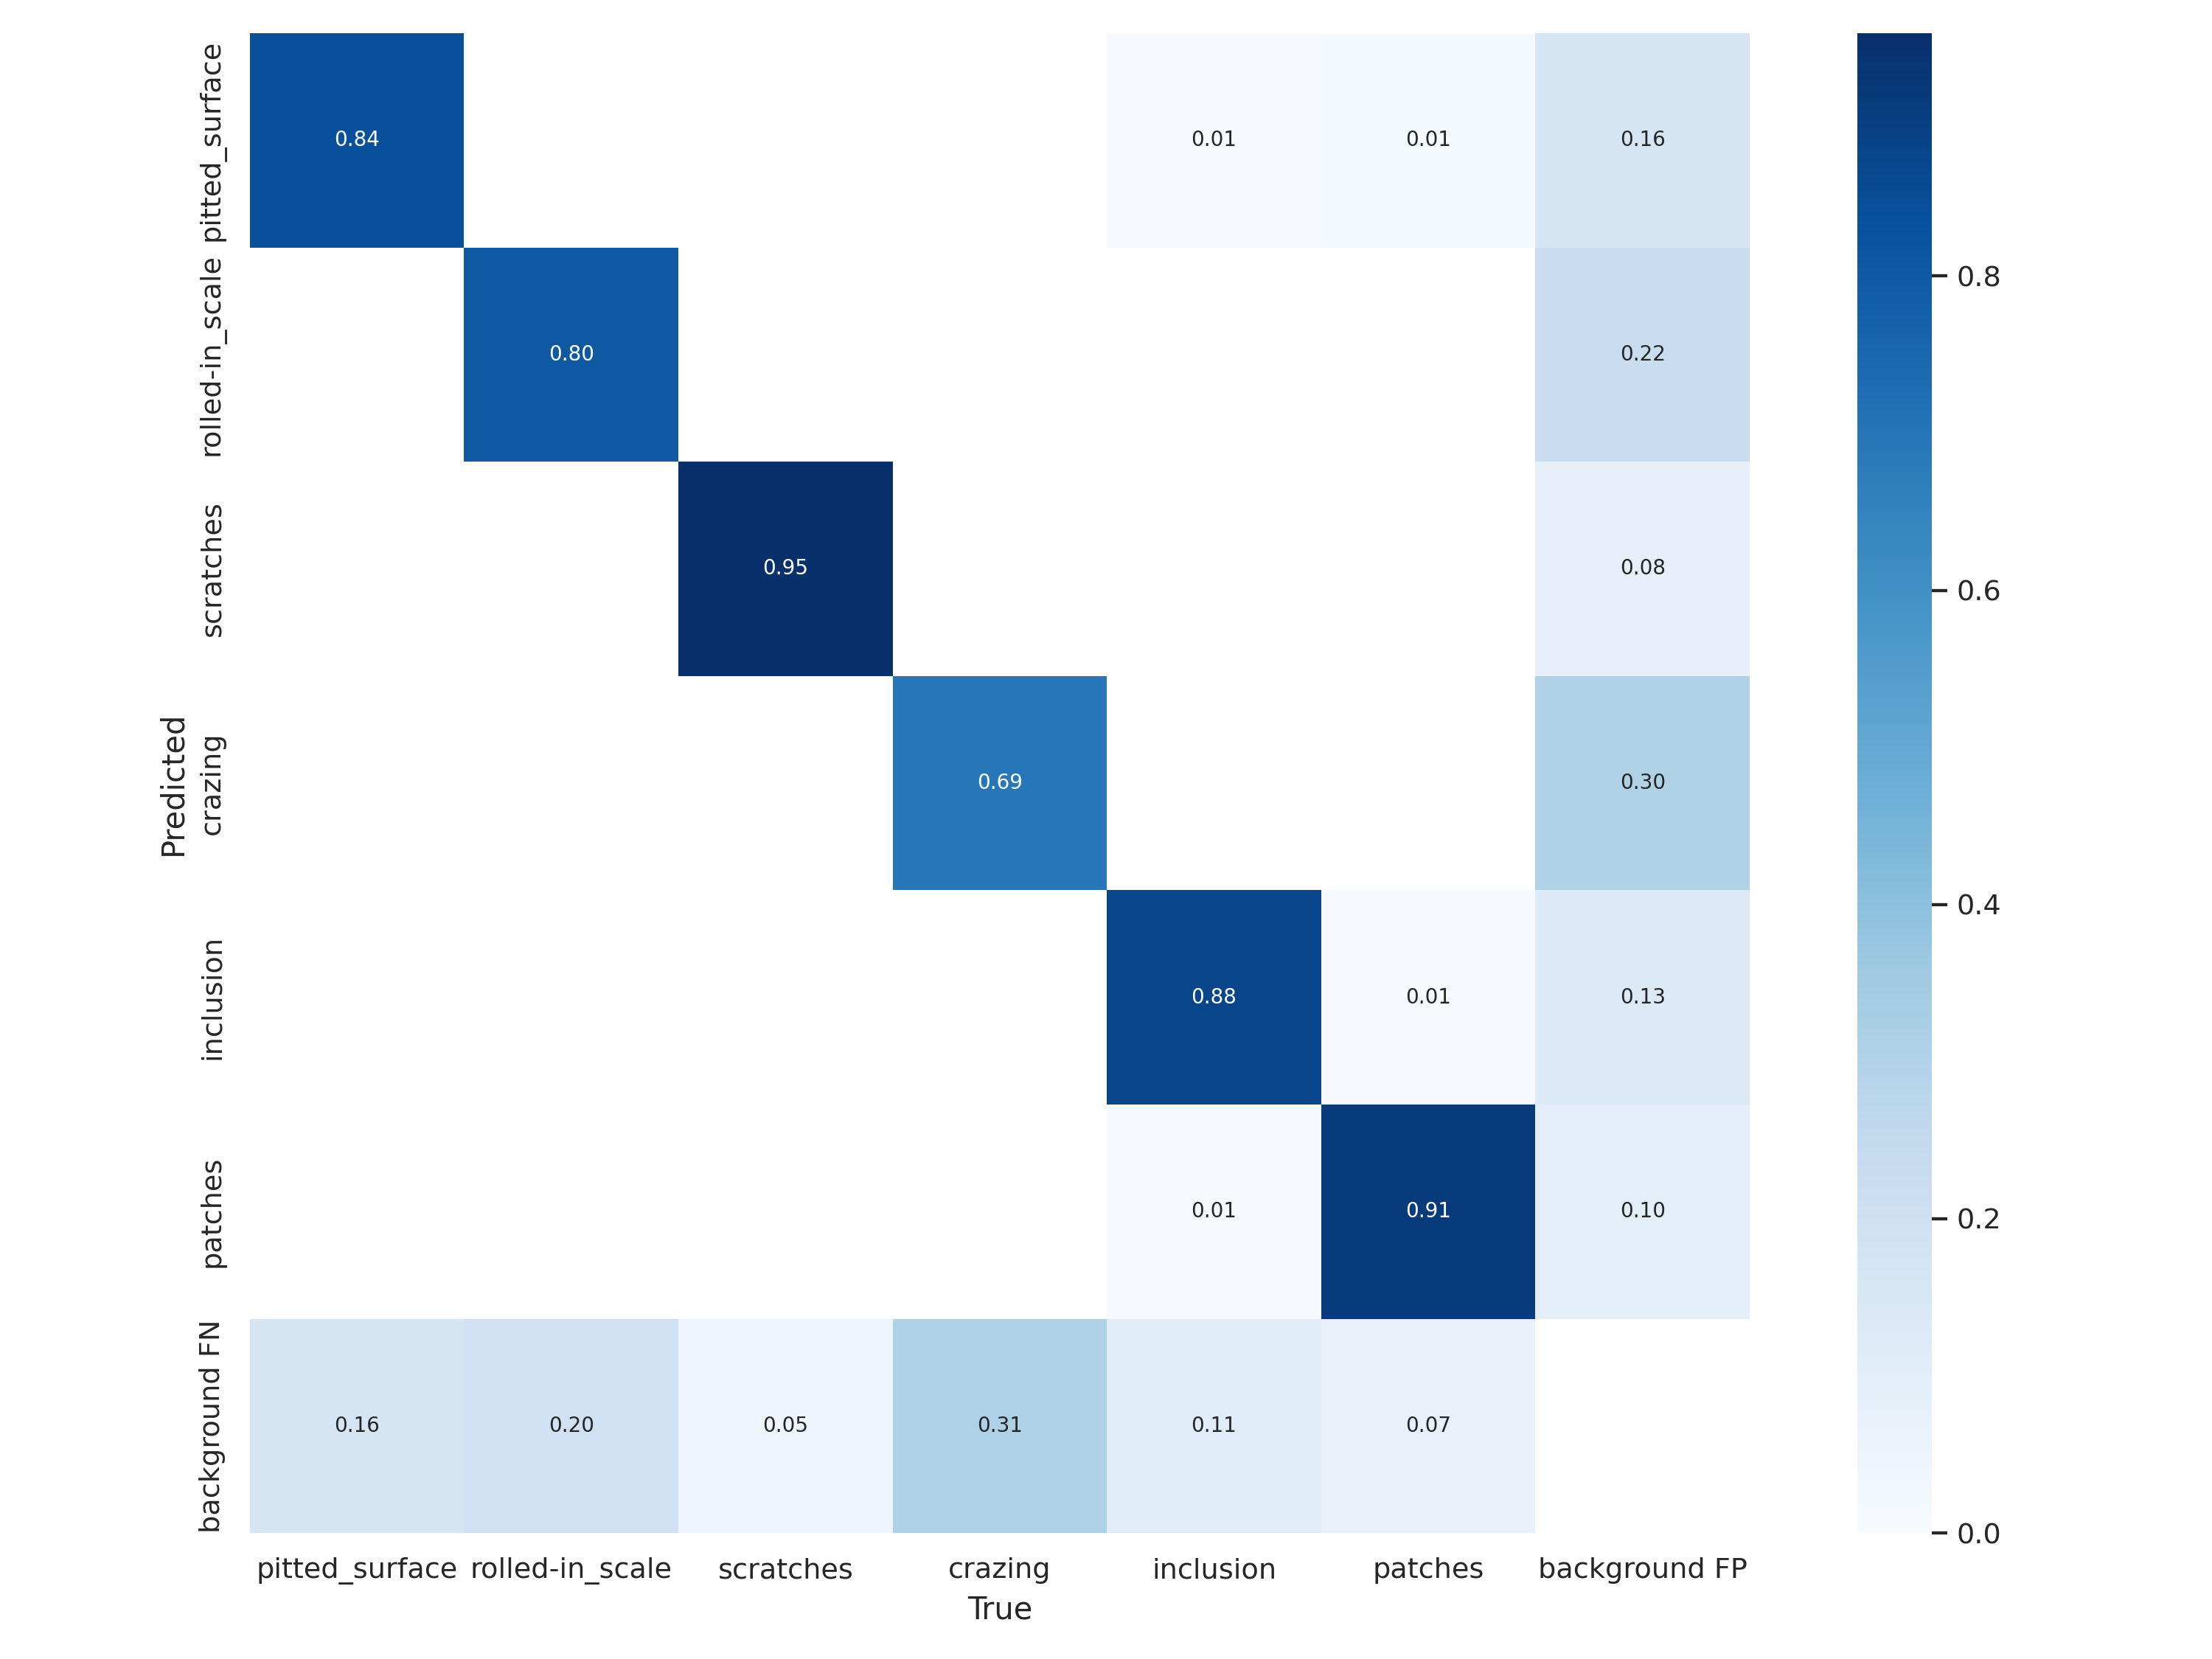 pitted_surface
0.84
0.01
0.01
0.16
rolled-in_scale
0.80
0.22
0.8
scratches
0.95
0.08
0.6
Predicted
crazing
0.69
0.30
0.4
inclusion
0.88
0.01
0.13
patches
0.01
0.91
0.10
0.2
background FN
0.16
0.20
0.05
0.31
0.11
0.07
0.0
pitted_surface rolled-in_scale scratches crazing inclusion patches background FP
True